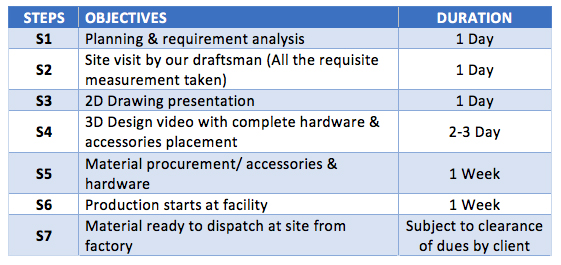 STEPS OBJECTIVES DURATION
S1 Planning & requirement analysis 1 Day
S2 Site visit by our draftsman (All the requisite
measurement taken) 1 Day
S3 2D Drawing presentation 1 Day
S4 3D Design video with complete hardware &
accessories placement 2-3 Day
S5 Material procurement/ accessories &
hardware 1 Week
S6 Production starts at facility 1 Week
S7 Material ready to dispatch at site from
factory Subject to clearance
of dues by client